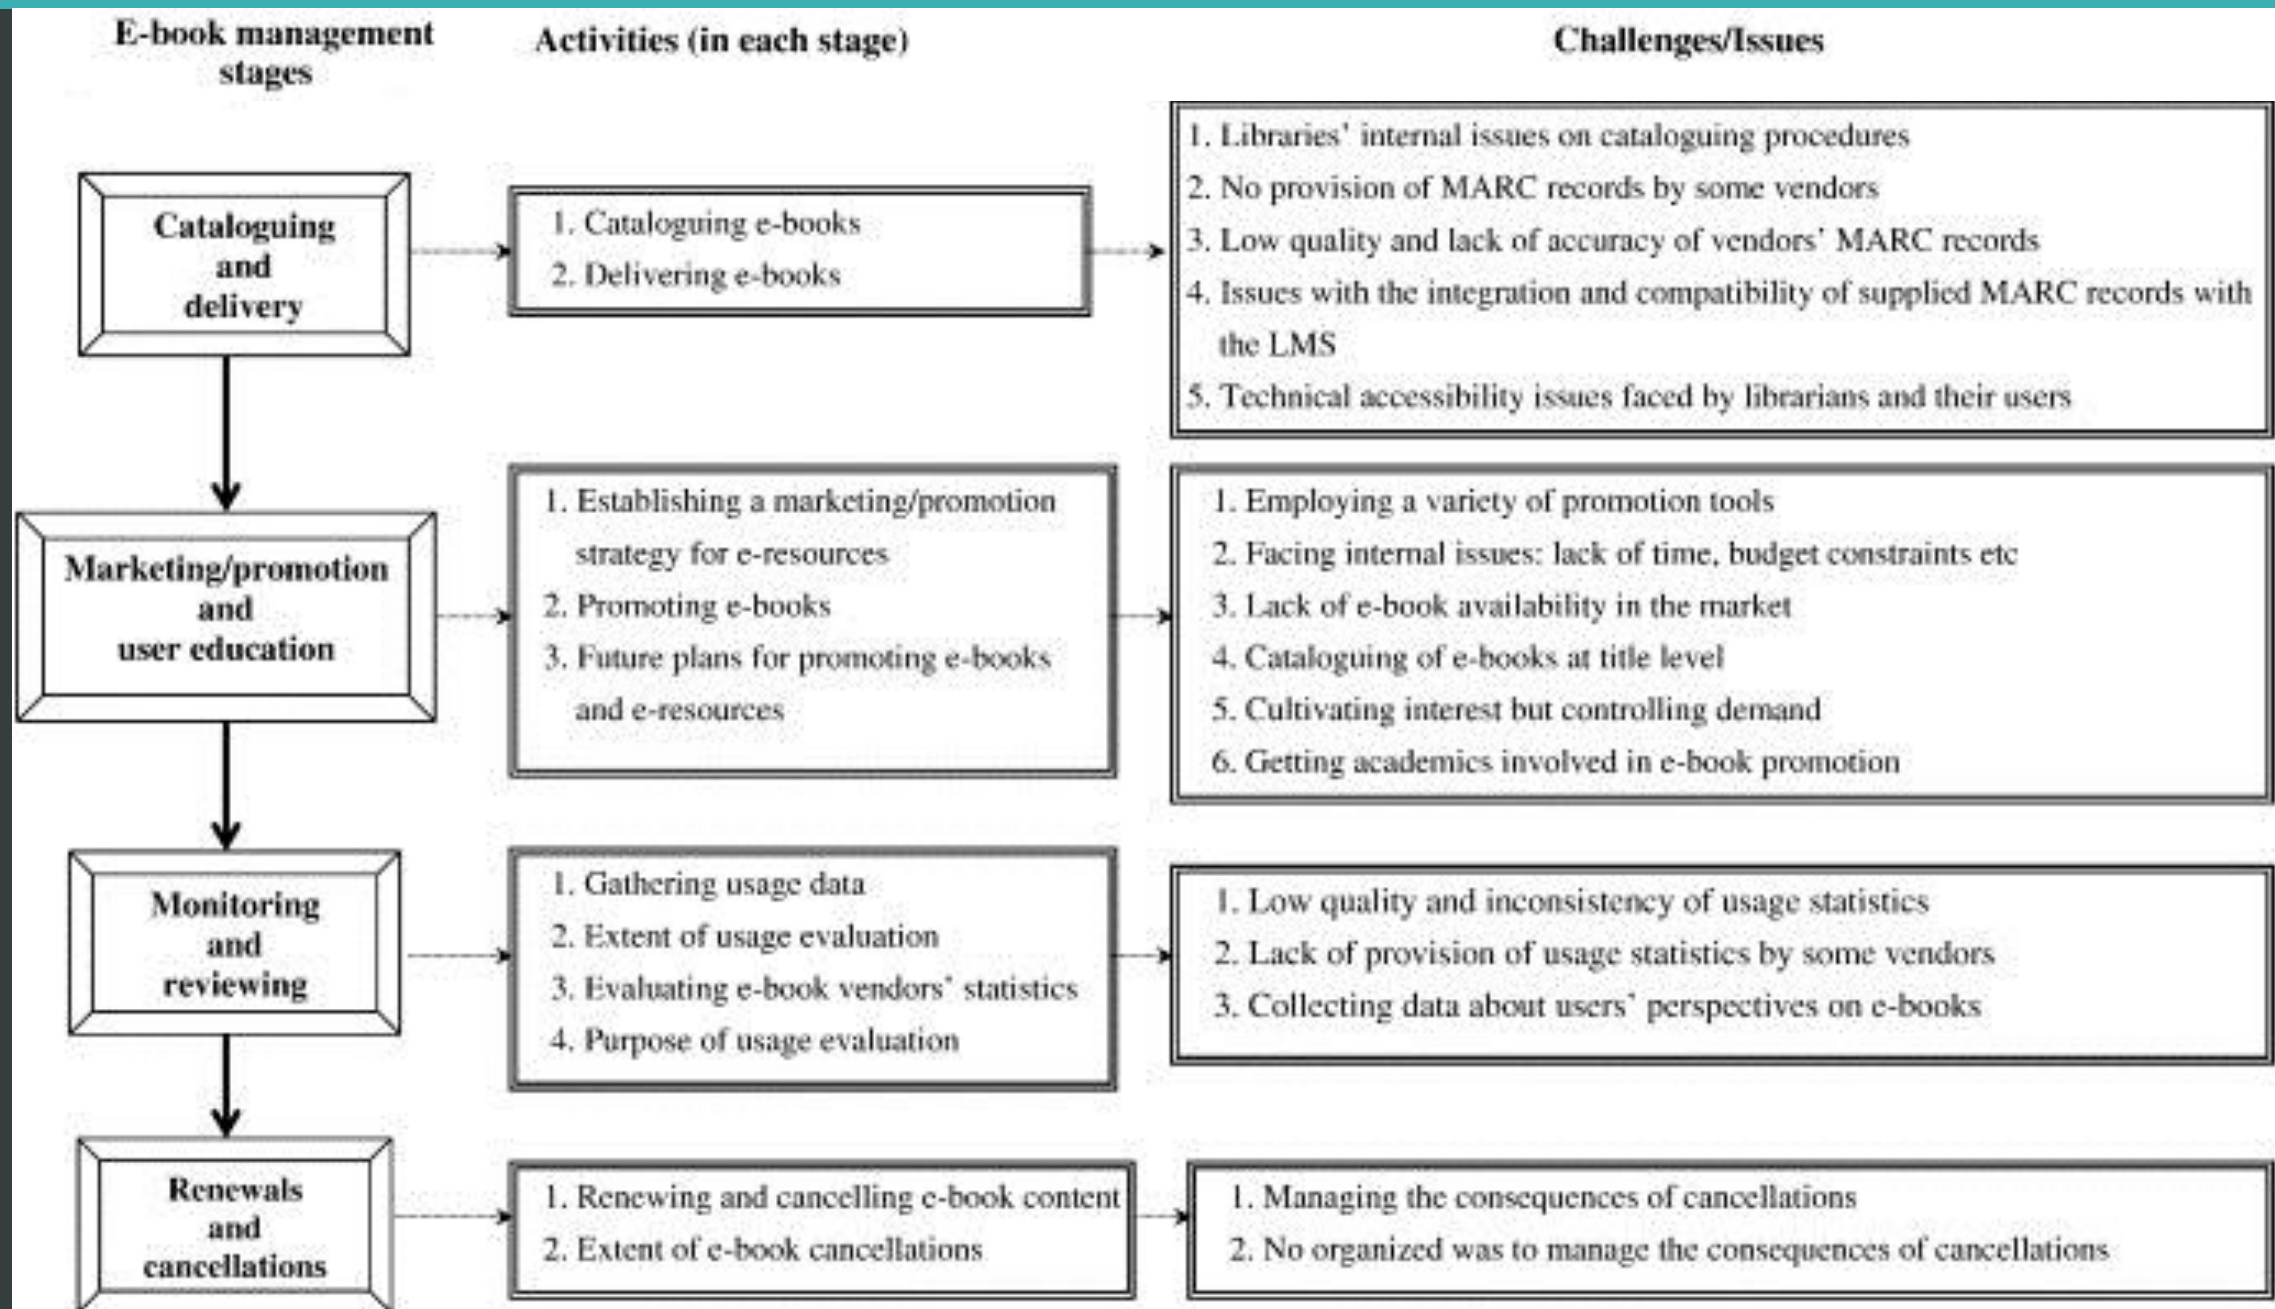 E-book management
stages
Activities (in each stage)
Challenges/Issues
Cataloguing
and
delivery
1. Cataloguing e-books
2. Delivering e-books
1. Libraries' internal issues on cataloguing procedures
2. No provision of MARC records by some vendors
3. Low quality and lack of accuracy of vendors' MARC records
4. Issues with the integration and compatibility of supplied MARC records with
the LMS
5. Technical accessibility issues faced by librarians and their users
Marketing/promotion
and
user education
1. Establishing a marketing/promotion
strategy for e-resources
2. Promoting e-books
3. Future plans for promoting e-books
and e-resources
1. Employing a variety of promotion tools
2. Facing internal issues: lack of time, budget constraints etc
3. Lack of e-book availability in the market
4. Cataloguing of e-books at title level
5. Cultivating interest but controlling demand
6. Getting academics involved in e-book promotion
Monitoring
and
reviewing
1. Gathering usage data
2. Extent of usage evaluation
3. Evaluating e-book vendors' statistics
4. Purpose of usage evaluation
1. Low quality and inconsistency of usage statistics
2. Lack of provision of usage statistics by some vendors
3. Collecting data about users' perspectives on e-books
Renewals
and
cancellations
1. Renewing and cancelling e-book content
2. Extent of e-book cancellations
1. Managing the consequences of cancellations
2. No organized was to manage the consequences of cancellations